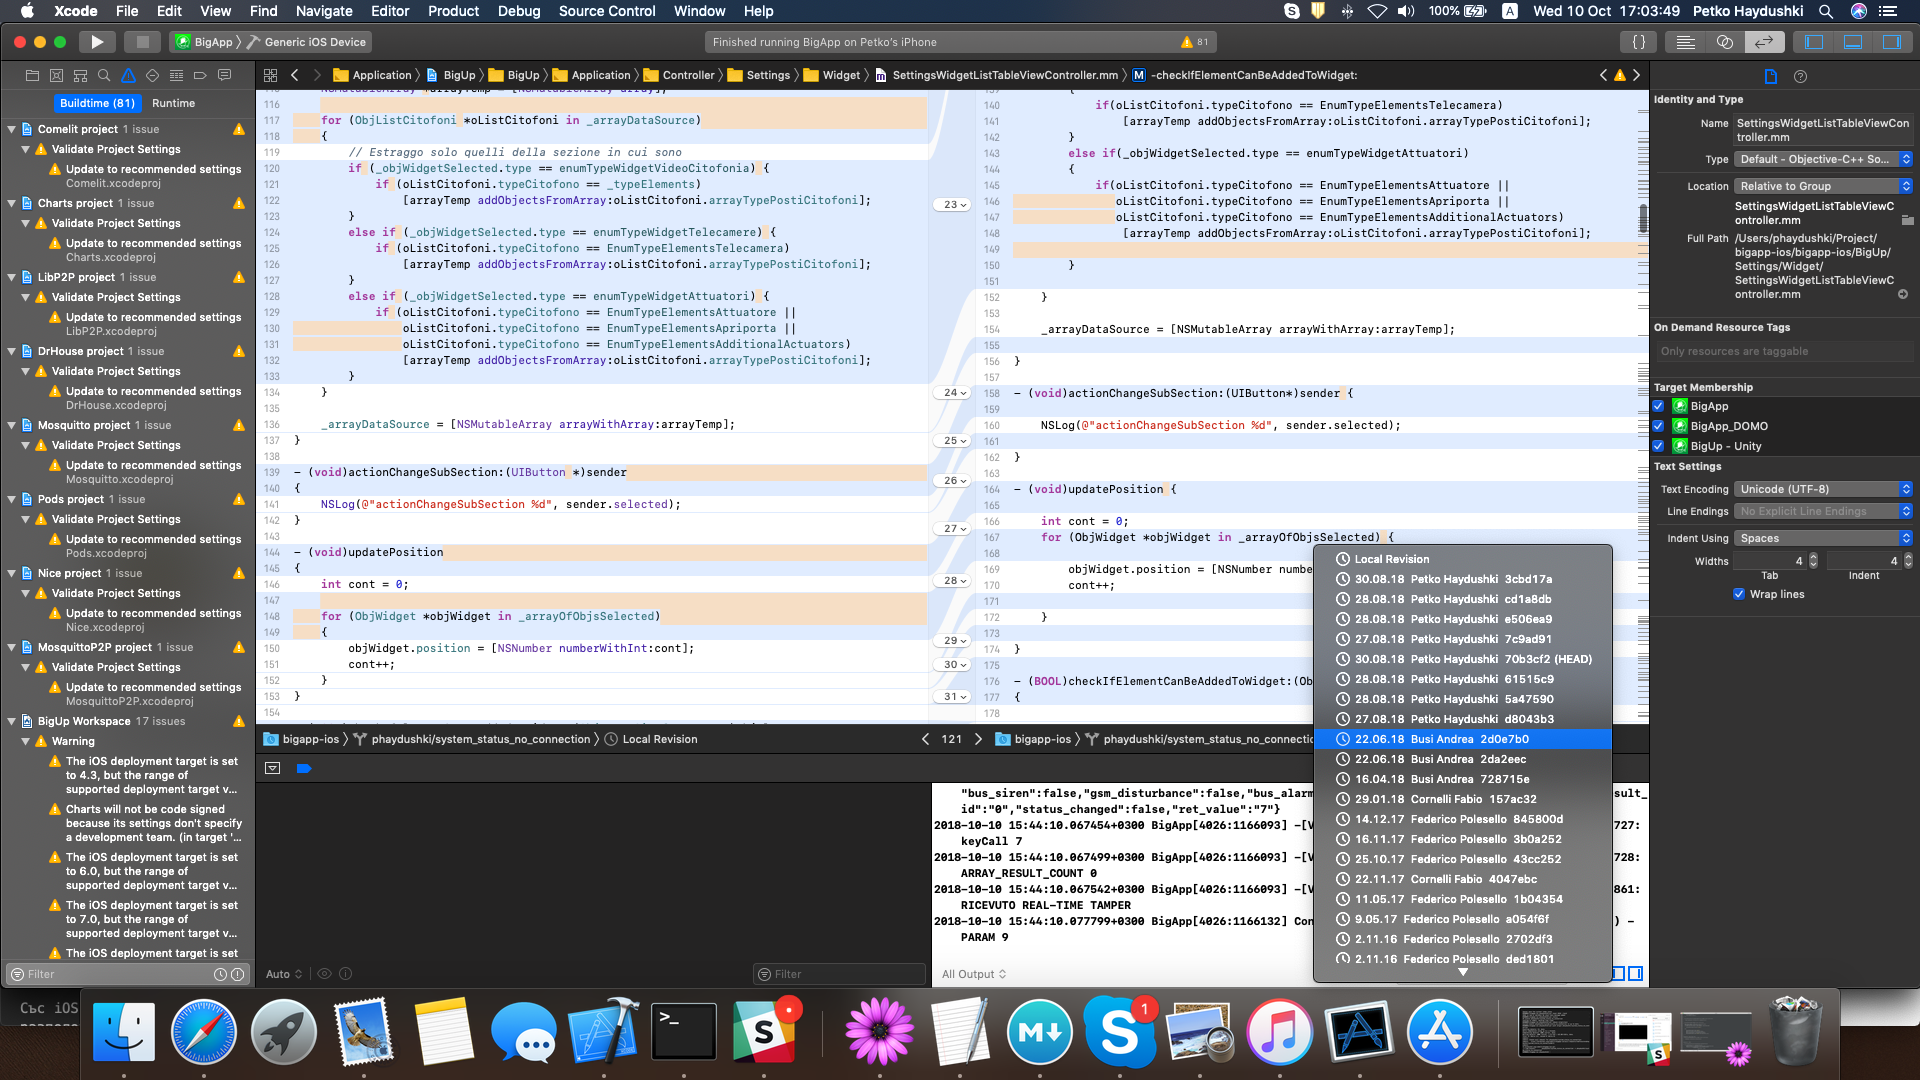 Xcode File Edit View Find Navigate Editor Product Debug Source Control Window Help
100% A Wed 10 Oct 17:03:49 Petko Haydushki
BigApp Generic iOS Device
Finished running BigApp on Petko's iPhone 81
{}
Application BigUp BigUp Application Controller Settings Widget SettingsWidgetListTableViewController.mm M -checkIfElementCanBeAddedToWidget:
Buildtime (81) Runtime
Comelit project 1 issue
Validate Project Settings
Update to recommended settings
Comelit.xcodeproj
Charts project 1 issue
Validate Project Settings
Update to recommended settings
Charts.xcodeproj
LibP2P project 1 issue
Validate Project Settings
Update to recommended settings
LibP2P.xcodeproj
DrHouse project 1 issue
Validate Project Settings
Update to recommended settings
DrHouse.xcodeproj
Mosquitto project 1 issue
Validate Project Settings
Update to recommended settings
Mosquitto.xcodeproj
Pods project 1 issue
Validate Project Settings
Update to recommended settings
Pods.xcodeproj
Nice project 1 issue
Validate Project Settings
Update to recommended settings
Nice.xcodeproj
MosquittoP2P project 1 issue
Validate Project Settings
Update to recommended settings
MosquittoP2P.xcodeproj
BigUp Workspace 17 issues
Warning
The iOS deployment target is set
to 4.3, but the range of
supported deployment target v...
Charts will not be code signed
because its settings don't specify
a development team. (in target '...
The iOS deployment target is set
to 6.0, but the range of
supported deployment target v...
The iOS deployment target is set
to 7.0, but the range of
supported deployment target v...
The iOS deployment target is set
Filter
116
117 for (ObjListCitofoni *oListCitofoni in _arrayDataSource)
118 {
119 // Estraggo solo quelli della sezione in cui sono
120 if (_objWidgetSelected.type == enumTypeWidgetVideoCitofonia) {
121 if (oListCitofoni.typeCitofono == _typeElements)
122 [arrayTemp addObjectsFromArray:oListCitofoni.arrayTypePostiCitofoni];
123 }
124 else if (_objWidgetSelected.type == enumTypeWidgetTelecamere) {
125 if (oListCitofoni.typeCitofono == EnumTypeElementsTelecamera)
126 [arrayTemp addObjectsFromArray:oListCitofoni.arrayTypePostiCitofoni];
127 }
128 else if (_objWidgetSelected.type == enumTypeWidgetAttuatori) {
129 if (oListCitofoni.typeCitofono == EnumTypeElementsAttuatore ||
130 oListCitofoni.typeCitofono == EnumTypeElementsApriporta ||
131 oListCitofoni.typeCitofono == EnumTypeElementsAdditionalActuators)
132 [arrayTemp addObjectsFromArray:oListCitofoni.arrayTypePostiCitofoni];
133 }
134 }
135
136 _arrayDataSource = [NSMutableArray arrayWithArray:arrayTemp];
137 }
138
139 - (void)actionChangeSubSection:(UIButton *)sender
140 {
141 NSLog(@"actionChangeSubSection %d", sender.selected);
142 }
143
144 - (void)updatePosition
145 {
146 int cont = 0;
147
148 for (ObjWidget *objWidget in _arrayOfObjsSelected)
149 {
150 objWidget.position = [NSNumber numberWithInt:cont];
151 cont++;
152 }
153 }
154
23
24
25
26
27
28
29
30
31
140 if(oListCitofoni.typeCitofono == EnumTypeElementsTelecamera)
141 [arrayTemp addObjectsFromArray:oListCitofoni.arrayTypePostiCitofoni];
142 }
143 else if(_objWidgetSelected.type == enumTypeWidgetAttuatori)
144 {
145 if(oListCitofoni.typeCitofono == EnumTypeElementsAttuatore ||
146 oListCitofoni.typeCitofono == EnumTypeElementsApriporta ||
147 oListCitofoni.typeCitofono == EnumTypeElementsAdditionalActuators)
148 [arrayTemp addObjectsFromArray:oListCitofoni.arrayTypePostiCitofoni];
149
150 }
151
152 }
153
154 _arrayDataSource = [NSMutableArray arrayWithArray:arrayTemp];
155
156 }
157
158 - (void)actionChangeSubSection:(UIButton*)sender {
159
160 NSLog(@"actionChangeSubSection %d", sender.selected);
161
162 }
163
164 - (void)updatePosition {
165
166 int cont = 0;
167 for (ObjWidget *objWidget in _arrayOfObjsSelected) {
168
169 objWidget.position = [NSNumber
170 cont++;
171
172 }
173
174 }
175
176 - (BOOL)checkIfElementCanBeAddedToWidget:
177 {
178
bigapp-ios phaydushki/system_status_no_connection Local Revision 121 bigapp-ios
Local Revision
30.08.18 Petko Haydushki 3cbd17a
28.08.18 Petko Haydushki cd1a8db
28.08.18 Petko Haydushki e506ea9
27.08.18 Petko Haydushki 7c9ad91
30.08.18 Petko Haydushki 70b3cf2 (HEAD)
28.08.18 Petko Haydushki 61515c9
28.08.18 Petko Haydushki 5a47590
27.08.18 Petko Haydushki d8043b3
22.06.18 Busi Andrea 2d0e7b0
22.06.18 Busi Andrea 2da2eec
16.04.18 Busi Andrea 728715e
29.01.18 Cornelli Fabio 157ac32
14.12.17 Federico Polesello 845800d
16.11.17 Federico Polesello 3b0a252
25.10.17 Federico Polesello 43cc252
22.11.17 Cornelli Fabio 4047ebc
11.05.17 Federico Polesello 1b04354
9.05.17 Federico Polesello a054f6f
2.11.16 Federico Polesello 2702df3
2.11.16 Federico Polesello ded1801
"bus_siren":false,"gsm_disturbance":false,
id":"0","status_changed":false,"ret_value":"7"}
2018-10-10 15:44:10.067454+0300 BigApp[4026:1166093] -[V 727:
keyCall 7
2018-10-10 15:44:10.067499+0300 BigApp[4026:1166093] -[V 728:
ARRAY_RESULT_COUNT 0
2018-10-10 15:44:10.067542+0300 BigApp[4026:1166093] -[V 861:
RICEVUTO REAL-TIME TAMPER
2018-10-10 15:44:10.077799+0300 BigApp[4026:1166132] Con ) -
PARAM 9
Auto
Filter
All Output
Identity and Type
Name SettingsWidgetListTableViewCon
troller.mm
Type Default - Objective-C++ So...
Location Relative to Group
SettingsWidgetListTableViewC
ontroller.mm
Full Path /Users/phaydushki/Project/
bigapp-ios/bigapp-ios/BigUp/
Settings/Widget/
SettingsWidgetListTableViewC
ontroller.mm
On Demand Resource Tags
Only resources are taggable
Target Membership
BigApp
BigApp_DOMO
BigUp - Unity
Text Settings
Text Encoding Unicode (UTF-8)
Line Endings No Explicit Line Endings
Indent Using Spaces
Widths 4 4
Tab Indent
Wrap lines
Със iOS
1